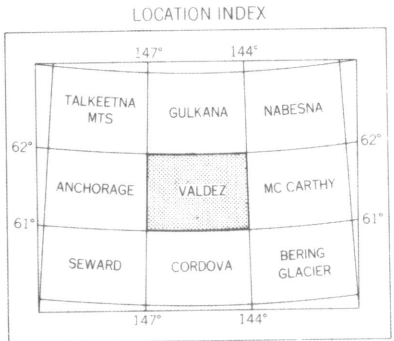 LOCATION INDEX
147° 144°
TALKEETNA MTS
GULKANA
NABESNA
62° 62°
ANCHORAGE
VALDEZ
MC CARTHY
61° 61°
SEWARD
CORDOVA
BERING GLACIER
147° 144°